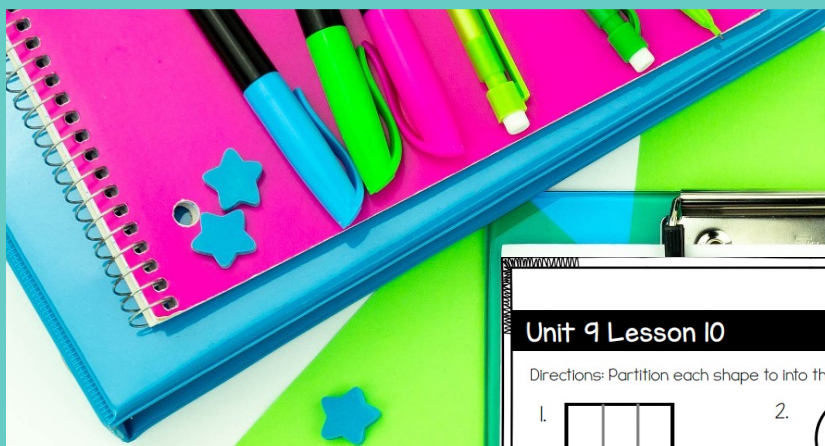 Unit 9 Lesson 10
Directions: Partition each shape to into th
1.
2.